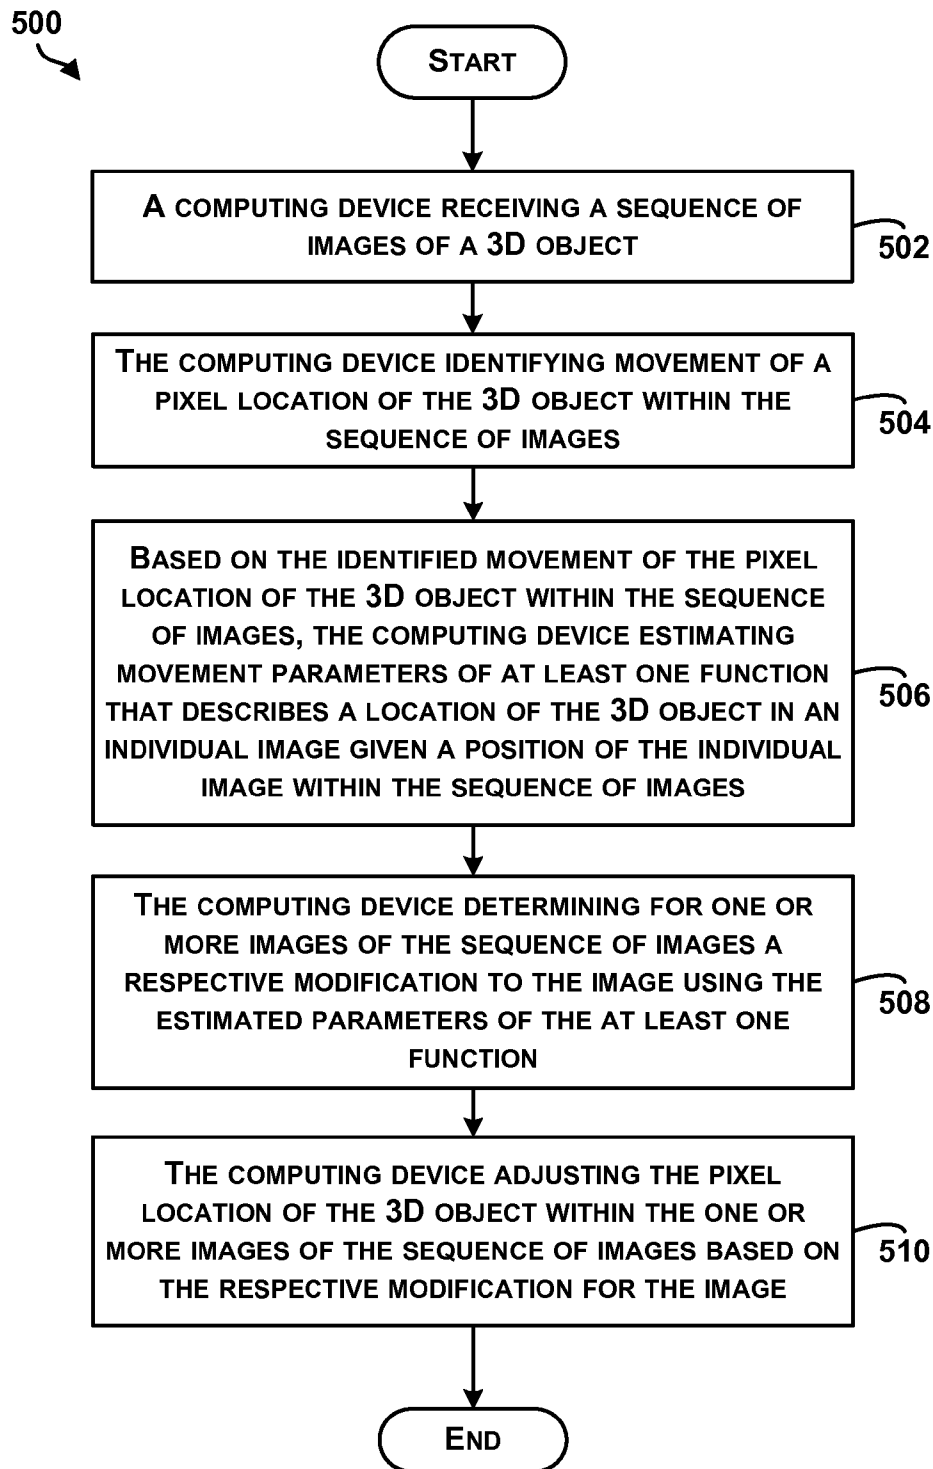 500
START
A COMPUTING DEVICE RECEIVING A SEQUENCE OF
IMAGES OF A 3D OBJECT
502
THE COMPUTING DEVICE IDENTIFYING MOVEMENT OF A
PIXEL LOCATION OF THE 3D OBJECT WITHIN THE
SEQUENCE OF IMAGES
504
BASED ON THE IDENTIFIED MOVEMENT OF THE PIXEL
LOCATION OF THE 3D OBJECT WITHIN THE SEQUENCE
OF IMAGES, THE COMPUTING DEVICE ESTIMATING
MOVEMENT PARAMETERS OF AT LEAST ONE FUNCTION
THAT DESCRIBES A LOCATION OF THE 3D OBJECT IN AN
INDIVIDUAL IMAGE GIVEN A POSITION OF THE INDIVIDUAL
IMAGE WITHIN THE SEQUENCE OF IMAGES
506
THE COMPUTING DEVICE DETERMINING FOR ONE OR
MORE IMAGES OF THE SEQUENCE OF IMAGES A
RESPECTIVE MODIFICATION TO THE IMAGE USING THE
ESTIMATED PARAMETERS OF THE AT LEAST ONE
FUNCTION
508
THE COMPUTING DEVICE ADJUSTING THE PIXEL
LOCATION OF THE 3D OBJECT WITHIN THE ONE OR
MORE IMAGES OF THE SEQUENCE OF IMAGES BASED ON
THE RESPECTIVE MODIFICATION FOR THE IMAGE
510
END